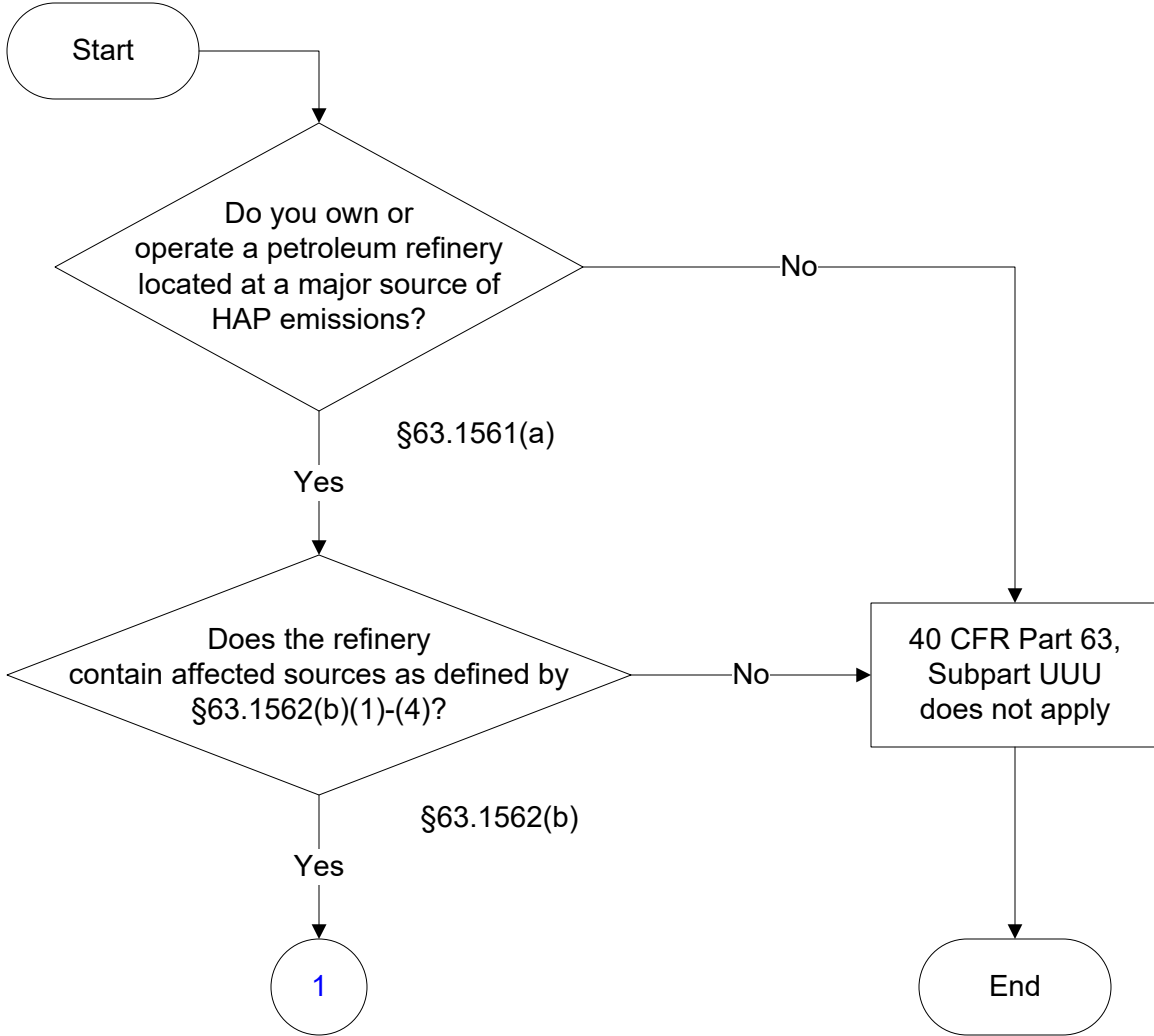 Start
Do you own or
operate a petroleum refinery
located at a major source of
HAP emissions?
No
§63.1561(a)
Yes
Does the refinery
contain affected sources as defined by
§63.1562(b)(1)-(4)?
No
40 CFR Part 63,
Subpart UUU
does not apply
§63.1562(b)
Yes
1
End